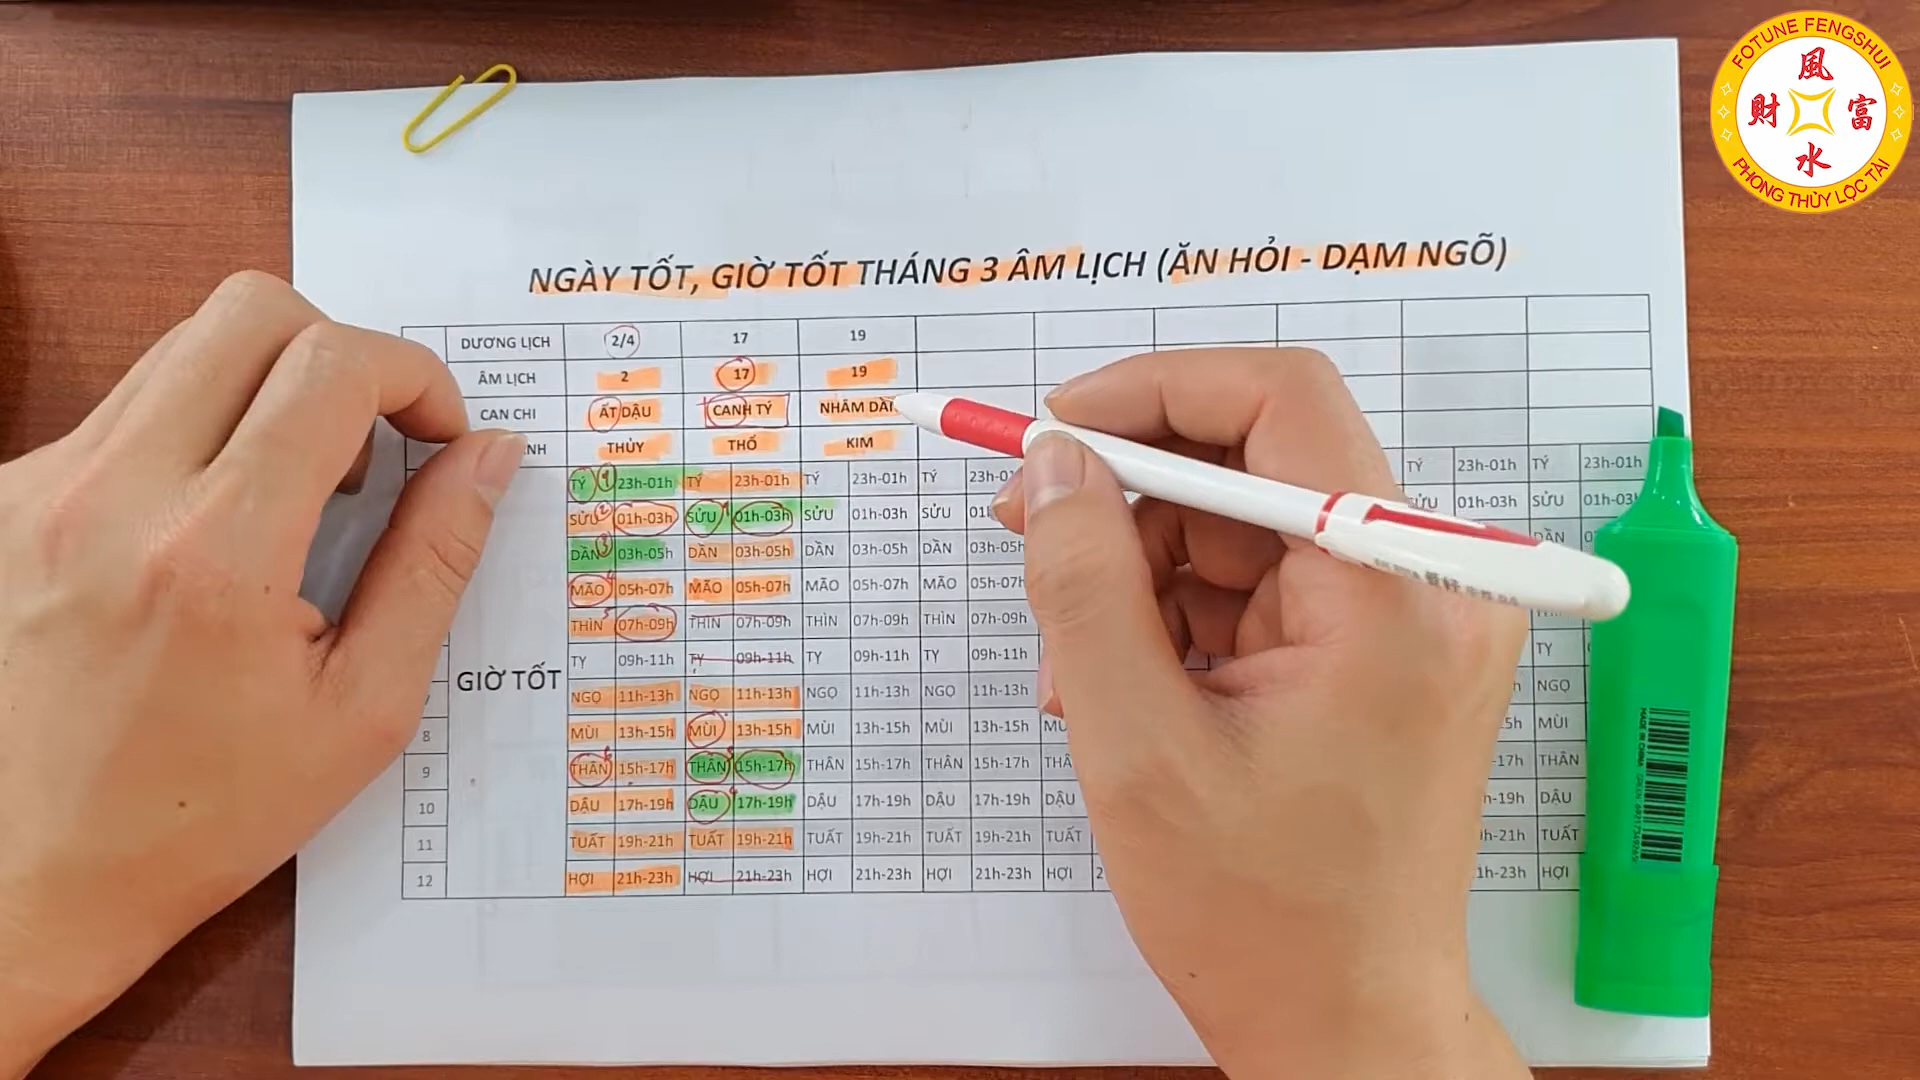 FOTUNE FENGSHUI
風
財 富
水
PHONG THỦY LỘC TÀI
NGÀY TỐT, GIỜ TỐT THÁNG 3 ÂM LỊCH (ĂN HỎI - DẠM NGÕ)
DƯƠNG LỊCH 2/4 17 19
ÂM LỊCH 2 17 19
CAN CHI ẤT DẬU CANH TÝ NHÂM DẦN
THỦY THỔ KIM
TÝ 1 23h-01h TÝ 23h-01h TÝ 23h-01h TÝ TÝ 23h-01h TÝ 23h-01h
SỬU 2 01h-03h SỬU 01h-03h SỬU 01h-03h SỬU SỬU 01h-03h SỬU 01h-03h
DẦN 3 03h-05h DẦN 03h-05h DẦN 03h-05h DẦN 03h-05h DẦN
MÃO 05h-07h MÃO 05h-07h MÃO 05h-07h MÃO 05h-07h
THÌN 07h-09h THÌN 07h-09h THÌN 07h-09h THÌN 07h-09h
TY 09h-11h TY 09h-11h TY 09h-11h TY 09h-11h TY
GIỜ TỐT
NGỌ 11h-13h NGỌ 11h-13h NGỌ 11h-13h NGỌ 11h-13h NGỌ
8 MÙI 13h-15h MÙI 13h-15h MÙI 13h-15h MÙI 13h-15h MÙI
9 THÂN 15h-17h THÂN 15h-17h THÂN 15h-17h THÂN 15h-17h THÂN
10 DẬU 17h-19h DẬU 17h-19h DẬU 17h-19h DẬU 17h-19h DẬU DẬU
11 TUẤT 19h-21h TUẤT 19h-21h TUẤT 19h-21h TUẤT 19h-21h TUẤT TUẤT
12 HỢI 21h-23h HỢI 21h-23h HỢI 21h-23h HỢI 21h-23h HỢI HỢI
MADE IN CHINA